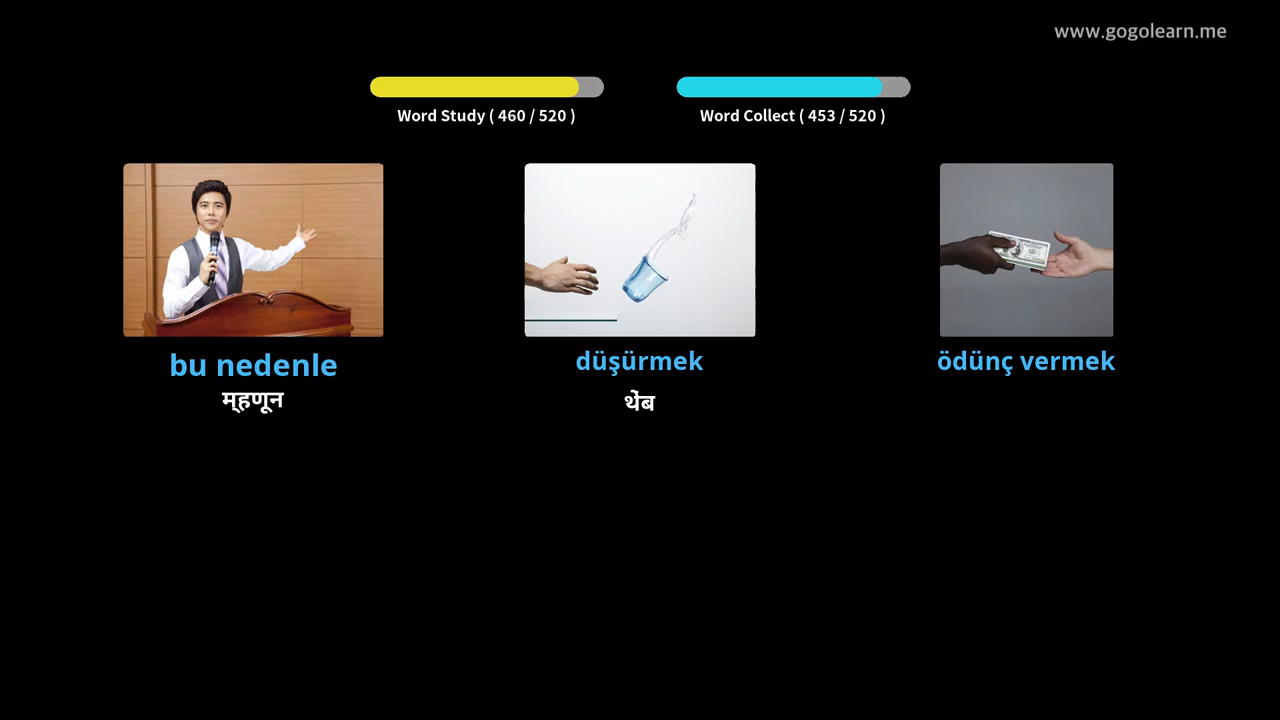 www.gogolearn.me
Word Study ( 460 / 520 )
Word Collect ( 453 / 520 )
bu nedenle
म्हणून
düşürmek
थेंब
ödünç vermek